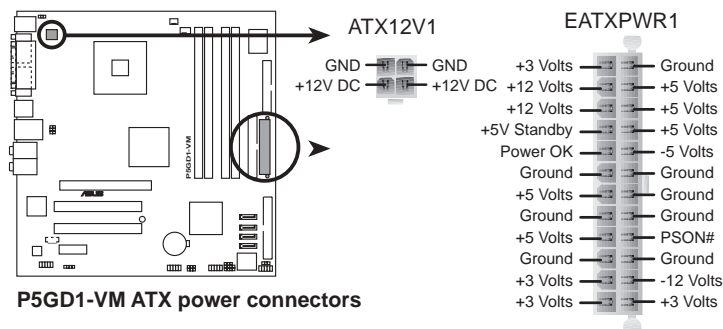 ATX12V1
GND GND
+12V DC +12V DC
EATXPWR1
+3 Volts Ground
+12 Volts +5 Volts
+12 Volts +5 Volts
+5V Standby +5 Volts
Power OK -5 Volts
Ground Ground
+5 Volts Ground
Ground Ground
+5 Volts PSON#
Ground Ground
+3 Volts -12 Volts
+3 Volts +3 Volts
P5GD1-VM
ASUS
P5GD1-VM ATX power connectors